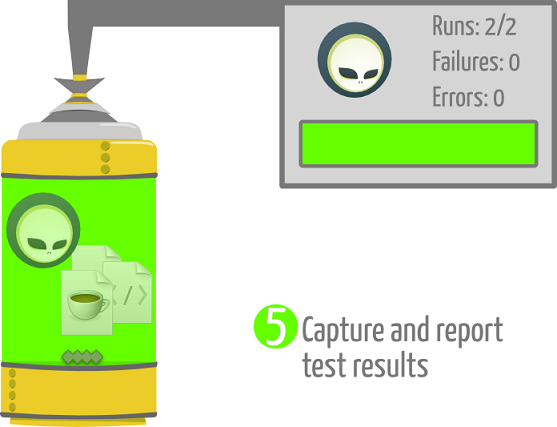 Runs: 2/2
Failures: 0
Errors: 0
</>
5 Capture and report
test results